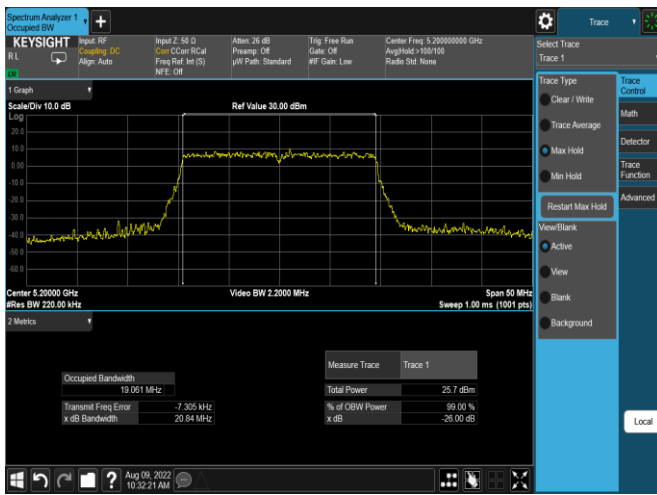 Spectrum Analyzer 1
Occupied BW
KEYSIGHT
R L
Input: RF
Coupling: DC
Align: Auto
Input Z: 50 Ω
Corr CCorr RCal
Freq Ref: Int (S)
NFE: Off
Atten: 26 dB
Preamp: Off
µW Path: Standard
Trig: Free Run
Gate: Off
#IF Gain: Low
Center Freq: 5.200000000 GHz
Avg|Hold:>100/100
Radio Std: None
1 Graph
Scale/Div 10.0 dB
Ref Value 30.00 dBm
Log
20.0
10.0
0.00
-10.0
-20.0
-30.0
-40.0
-50.0
-60.0
Center 5.20000 GHz
#Res BW 220.00 kHz
Video BW 2.2000 MHz
Span 50 MHz
Sweep 1.00 ms (1001 pts)
2 Metrics
Occupied Bandwidth
19.061 MHz
Transmit Freq Error -7.305 kHz
x dB Bandwidth 20.84 MHz
Measure Trace Trace 1
Total Power 25.7 dBm
% of OBW Power 99.00 %
x dB -26.00 dB
Aug 09, 2022
10:32:21 AM
Trace
Select Trace
Trace 1
Trace Type
Clear / Write
Trace Average
Max Hold
Min Hold
Restart Max Hold
View/Blank
Active
View
Blank
Background
Trace
Control
Math
Detector
Trace
Function
Advanced
Local